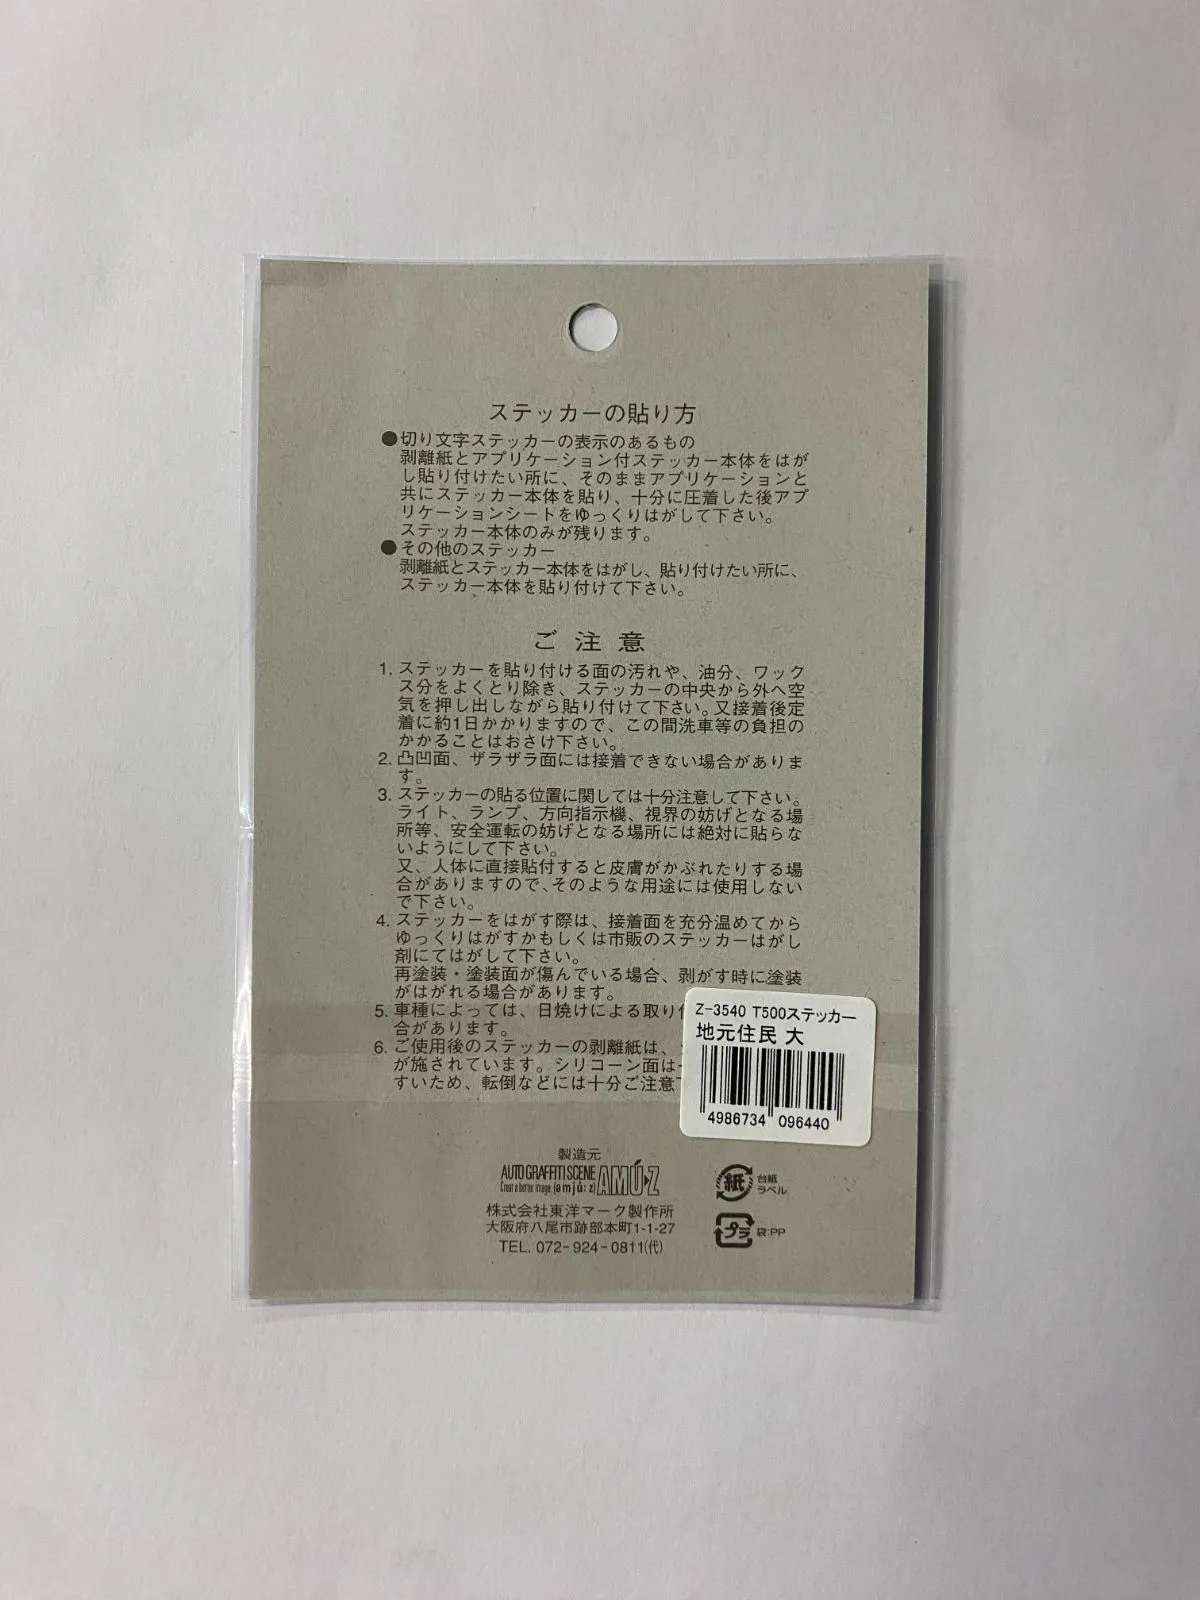 ステッカーの貼り方
●切り文字ステッカーの表示のあるもの
剥離紙とアプリケーション付ステッカー本体をはが
し貼り付けたい所に、そのままアプリケーションと
共にステッカー本体を貼り、十分に圧着した後アプ
リケーションシートをゆっくりはがして下さい。
ステッカー本体のみが残ります。
●その他のステッカー
剥離紙とステッカー本体をはがし、貼り付けたい所に、
ステッカー本体を貼り付けて下さい。
ご注意
1. ステッカーを貼り付ける面の汚れや、油分、ワック
ス分をよくとり除き、ステッカーの中央から外へ空
気を押し出しながら貼り付けて下さい。又接着後定
着に約1日かかりますので、この間洗車等の負担の
かかることはおさけ下さい。
2. 凸凹面、ザラザラ面には接着できない場合がありま
す。
3. ステッカーの貼る位置に関しては十分注意して下さい。
ライト、ランプ、方向指示機、視界の妨げとなる場
所等、安全運転の妨げとなる場所には絶対に貼らな
いようにして下さい。
又、人体に直接貼付すると皮膚がかぶれたりする場
合がありますので、そのような用途には使用しない
で下さい。
4. ステッカーをはがす際は、接着面を充分温めてから
ゆっくりはがすかもしくは市販のステッカーはがし
剤にてはがして下さい。
再塗装・塗装面が傷んでいる場合、剥がす時に塗装
がはがれる場合があります。
5. 車種によっては、日焼けによる取り
合があります。
6. ご使用後のステッカーの剥離紙は、
が施されています。シリコーン面は
すいため、転倒などには十分ご注意
Z-3540 T500ステッカー
地元住民 大
4986734 096440
製造元
AUTO GRAFFITI SCENE AMÚ·Z
Creat a better image. (əmjú: z)
株式会社東洋マーク製作所
大阪府八尾市跡部本町1-1-27
TEL. 072-924-0811(代)
紙 台紙
ラベル
プラ 袋:PP